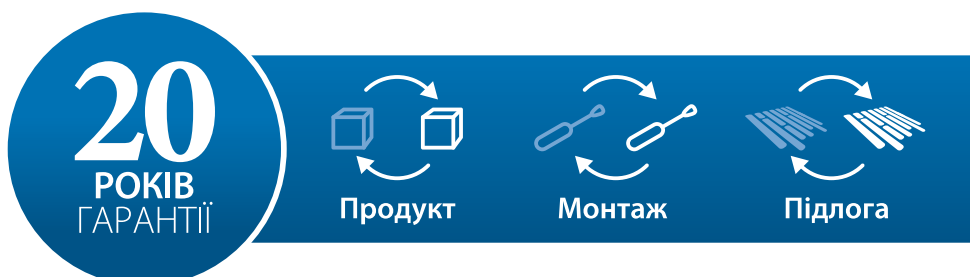 20
РОКІВ
ГАРАНТІЇ
Продукт
Монтаж
Підлога